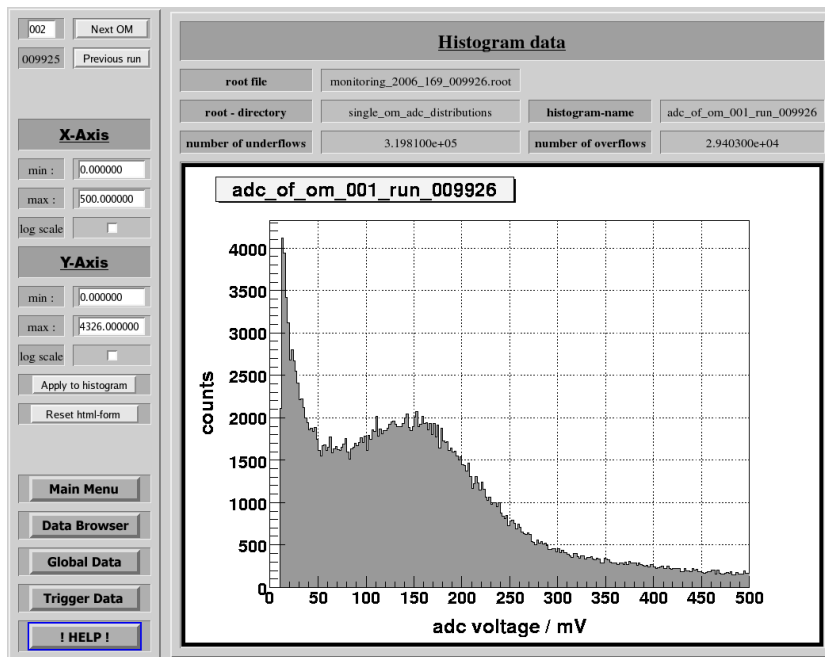 002 Next OM
009925 Previous run
X-Axis
min : 0.000000
max : 500.000000
log scale
Y-Axis
min : 0.000000
max : 4326.000000
log scale
Apply to histogram
Reset html-form
Main Menu
Data Browser
Global Data
Trigger Data
! HELP !
Histogram data
root file monitoring_2006_169_009926.root
root - directory single_om_adc_distributions histogram-name adc_of_om_001_run_009926
number of underflows 3.198100e+05 number of overflows 2.940300e+04
adc_of_om_001_run_009926
counts
4000
3500
3000
2500
2000
1500
1000
500
0
0 50 100 150 200 250 300 350 400 450 500
adc voltage / mV